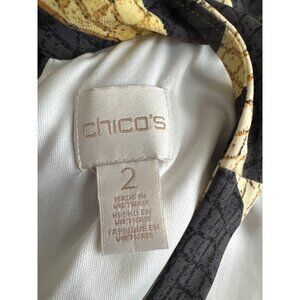 chico's
2
MADE IN
VIETNAM
HECHO EN
VIETNAM
FABRIQUÉ EN
VIETNAM